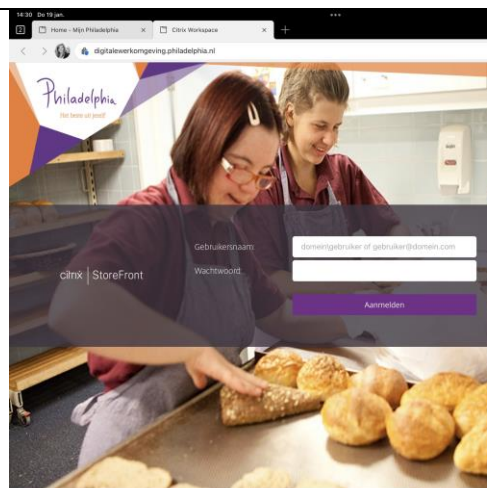 14:30 Do 19 jan.
Home - Mijn Philadelphia
Citrix Workspace
digitalewerkomgeving.philadelphia.nl
Philadelphia
Het beste uit jezelf
Gebruikersnaam
domein\gebruiker of gebruiker@domein.com
citrix | StoreFront
Wachtwoord
Aanmelden